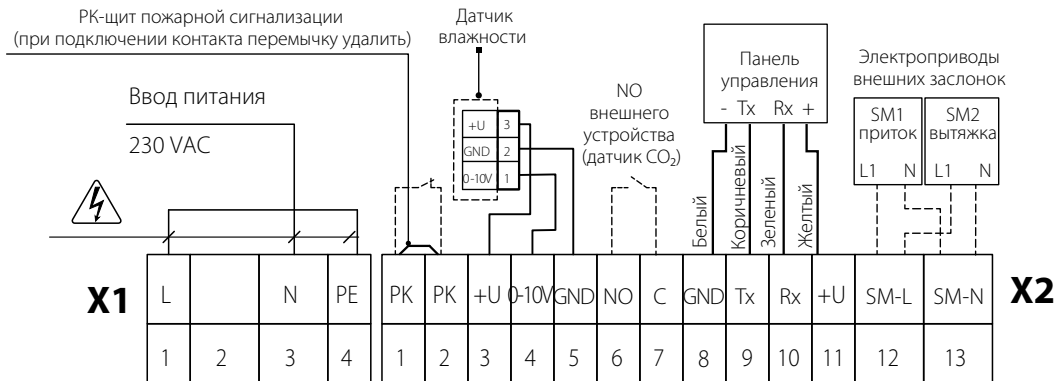 РК-щит пожарной сигнализации
(при подключении контакта перемычку удалить)
Датчик
влажности
Ввод питания
230 VAC
+U 3
GND 2
0-10V 1
NO
внешнего
устройства
(датчик CO₂)
Панель
управления
- Tx Rx +
Белый
Коричневый
Зеленый
Желтый
Электроприводы
внешних заслонок
SM1
приток
L1 N
SM2
вытяжка
L1 N
X1
L N PE
1 2 3 4
PK PK +U 0-10V GND NO C GND Tx Rx +U SM-L SM-N
1 2 3 4 5 6 7 8 9 10 11 12 13
X2